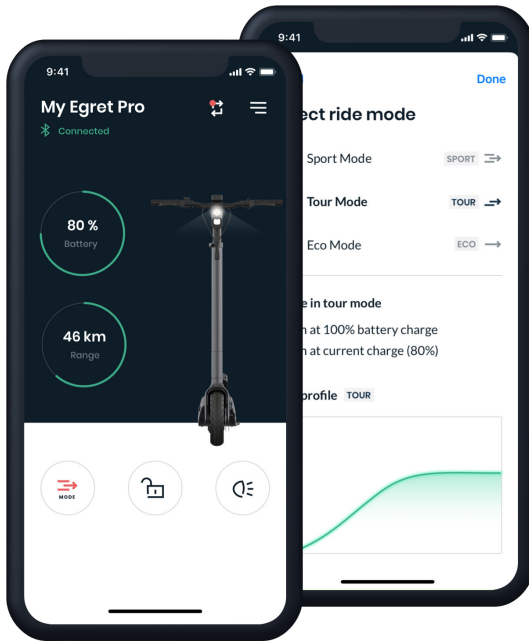 9:41
My Egret Pro
Connected
80 %
Battery
46 km
Range
MODE
9:41
Done
ride mode
Sport Mode
SPORT
Tour Mode
TOUR
Eco Mode
ECO
in tour mode
at 100% battery charge
at current charge (80%)
profile TOUR